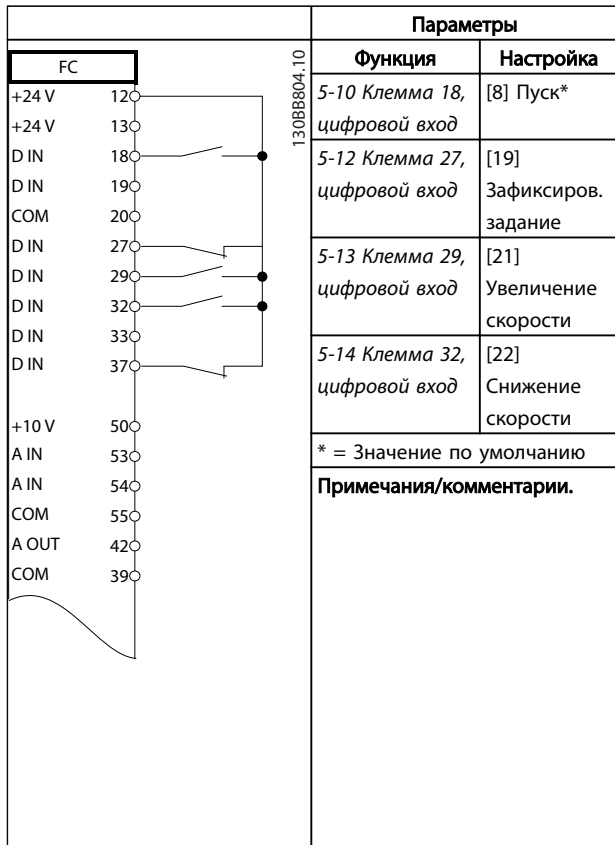 FC
+24 V 12
+24 V 13
D IN 18
D IN 19
COM 20
D IN 27
D IN 29
D IN 32
D IN 33
D IN 37
+10 V 50
A IN 53
A IN 54
COM 55
A OUT 42
COM 39
130BB804.10
Параметры
Функция Настройка
5-10 Клемма 18, [8] Пуск*
цифровой вход
5-12 Клемма 27, [19]
цифровой вход Зафиксиров.
задание
5-13 Клемма 29, [21]
цифровой вход Увеличение
скорости
5-14 Клемма 32, [22]
цифровой вход Снижение
скорости
* = Значение по умолчанию
Примечания/комментарии.